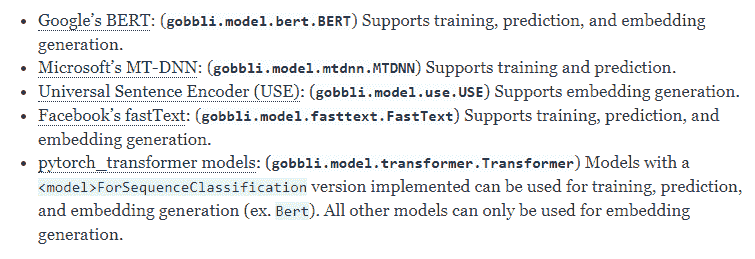 • Google's BERT: (gobbli.model.bert.BERT) Supports training, prediction, and embedding
generation.
• Microsoft's MT-DNN: (gobbli.model.mtdnn.MTDNN) Supports training and prediction.
• Universal Sentence Encoder (USE): (gobbli.model.use.USE) Supports embedding generation.
• Facebook's fastText: (gobbli.model.fasttext.FastText) Supports training, prediction, and
embedding generation.
• pytorch_transformer models: (gobbli.model.transformer.Transformer) Models with a
<model>ForSequenceClassification version implemented can be used for training, prediction,
and embedding generation (ex. Bert). All other models can only be used for embedding
generation.